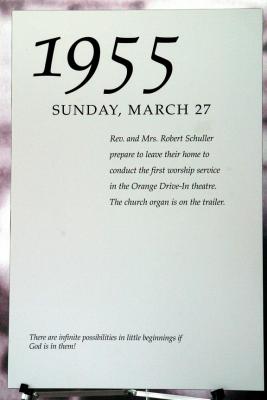 1955
SUNDAY, MARCH 27
Rev. and Mrs. Robert Schuller
prepare to leave their home to
conduct the first worship service
in the Orange Drive-In theatre.
The church organ is on the trailer.
There are infinite possibilities in little beginnings if
God is in them!